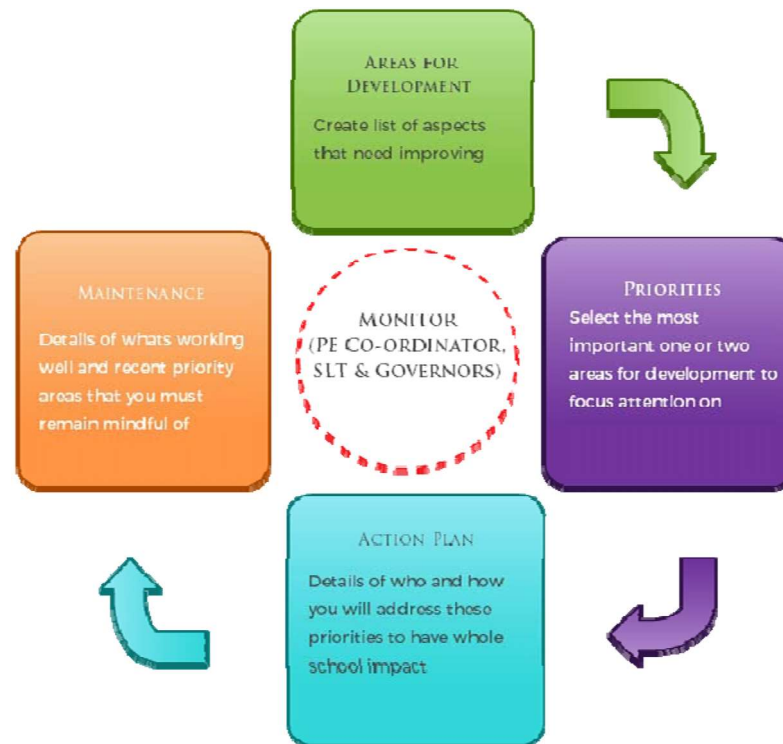 AREAS FOR
DEVELOPMENT
Create list of aspects
that need improving
PRIORITIES
Select the most
important one or two
areas for development to
focus attention on
ACTION PLAN
Details of who and how
you will address these
priorities to have whole
school impact
MAINTENANCE
Details of whats working
well and recent priority
areas that you must
remain mindful of
MONITOR
(PE CO-ORDINATOR,
SLT & GOVERNORS)